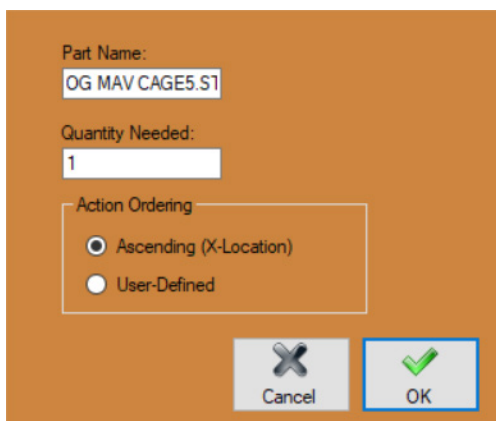 Part Name:
OG MAV CAGE5.ST
Quantity Needed:
1
Action Ordering
Ascending (X-Location)
User-Defined
Cancel
OK